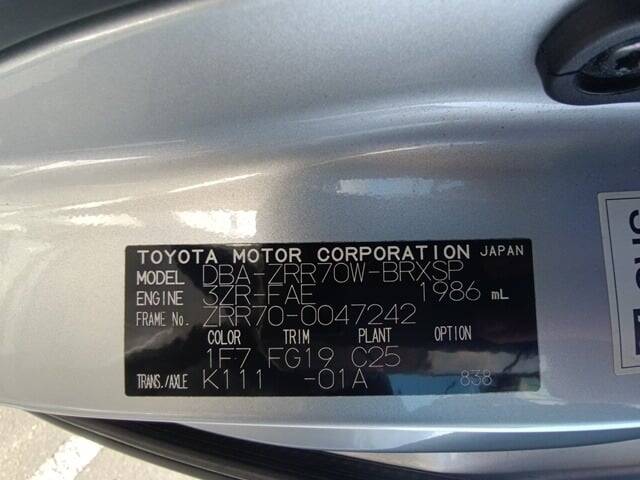 TOYOTA MOTOR CORPORATION JAPAN
MODEL DBA-ZRR70W-BRXSP
ENGINE 3ZR-FAE 1986 mL
FRAME No. ZRR70-0047242
COLOR TRIM PLANT OPTION
1F7 FG19 C25
TRANS./AXLE K111 -01A 838